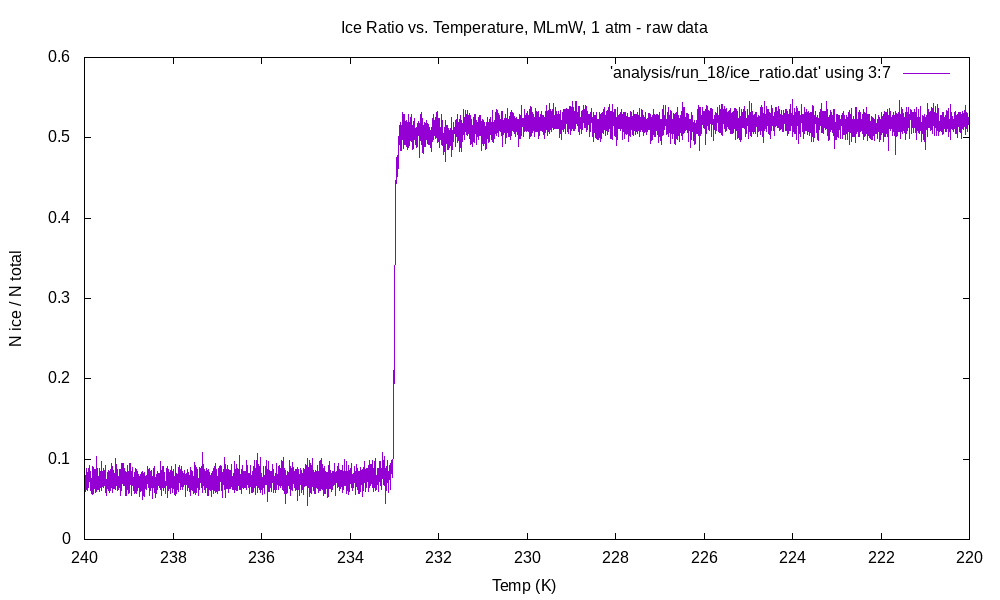 Ice Ratio vs. Temperature, MLmW, 1 atm - raw data
'analysis/run_18/ice_ratio.dat' using 3:7
0.6
0.5
0.4
0.3
0.2
0.1
0
N ice / N total
240 238 236 234 232 230 228 226 224 222 220
Temp (K)